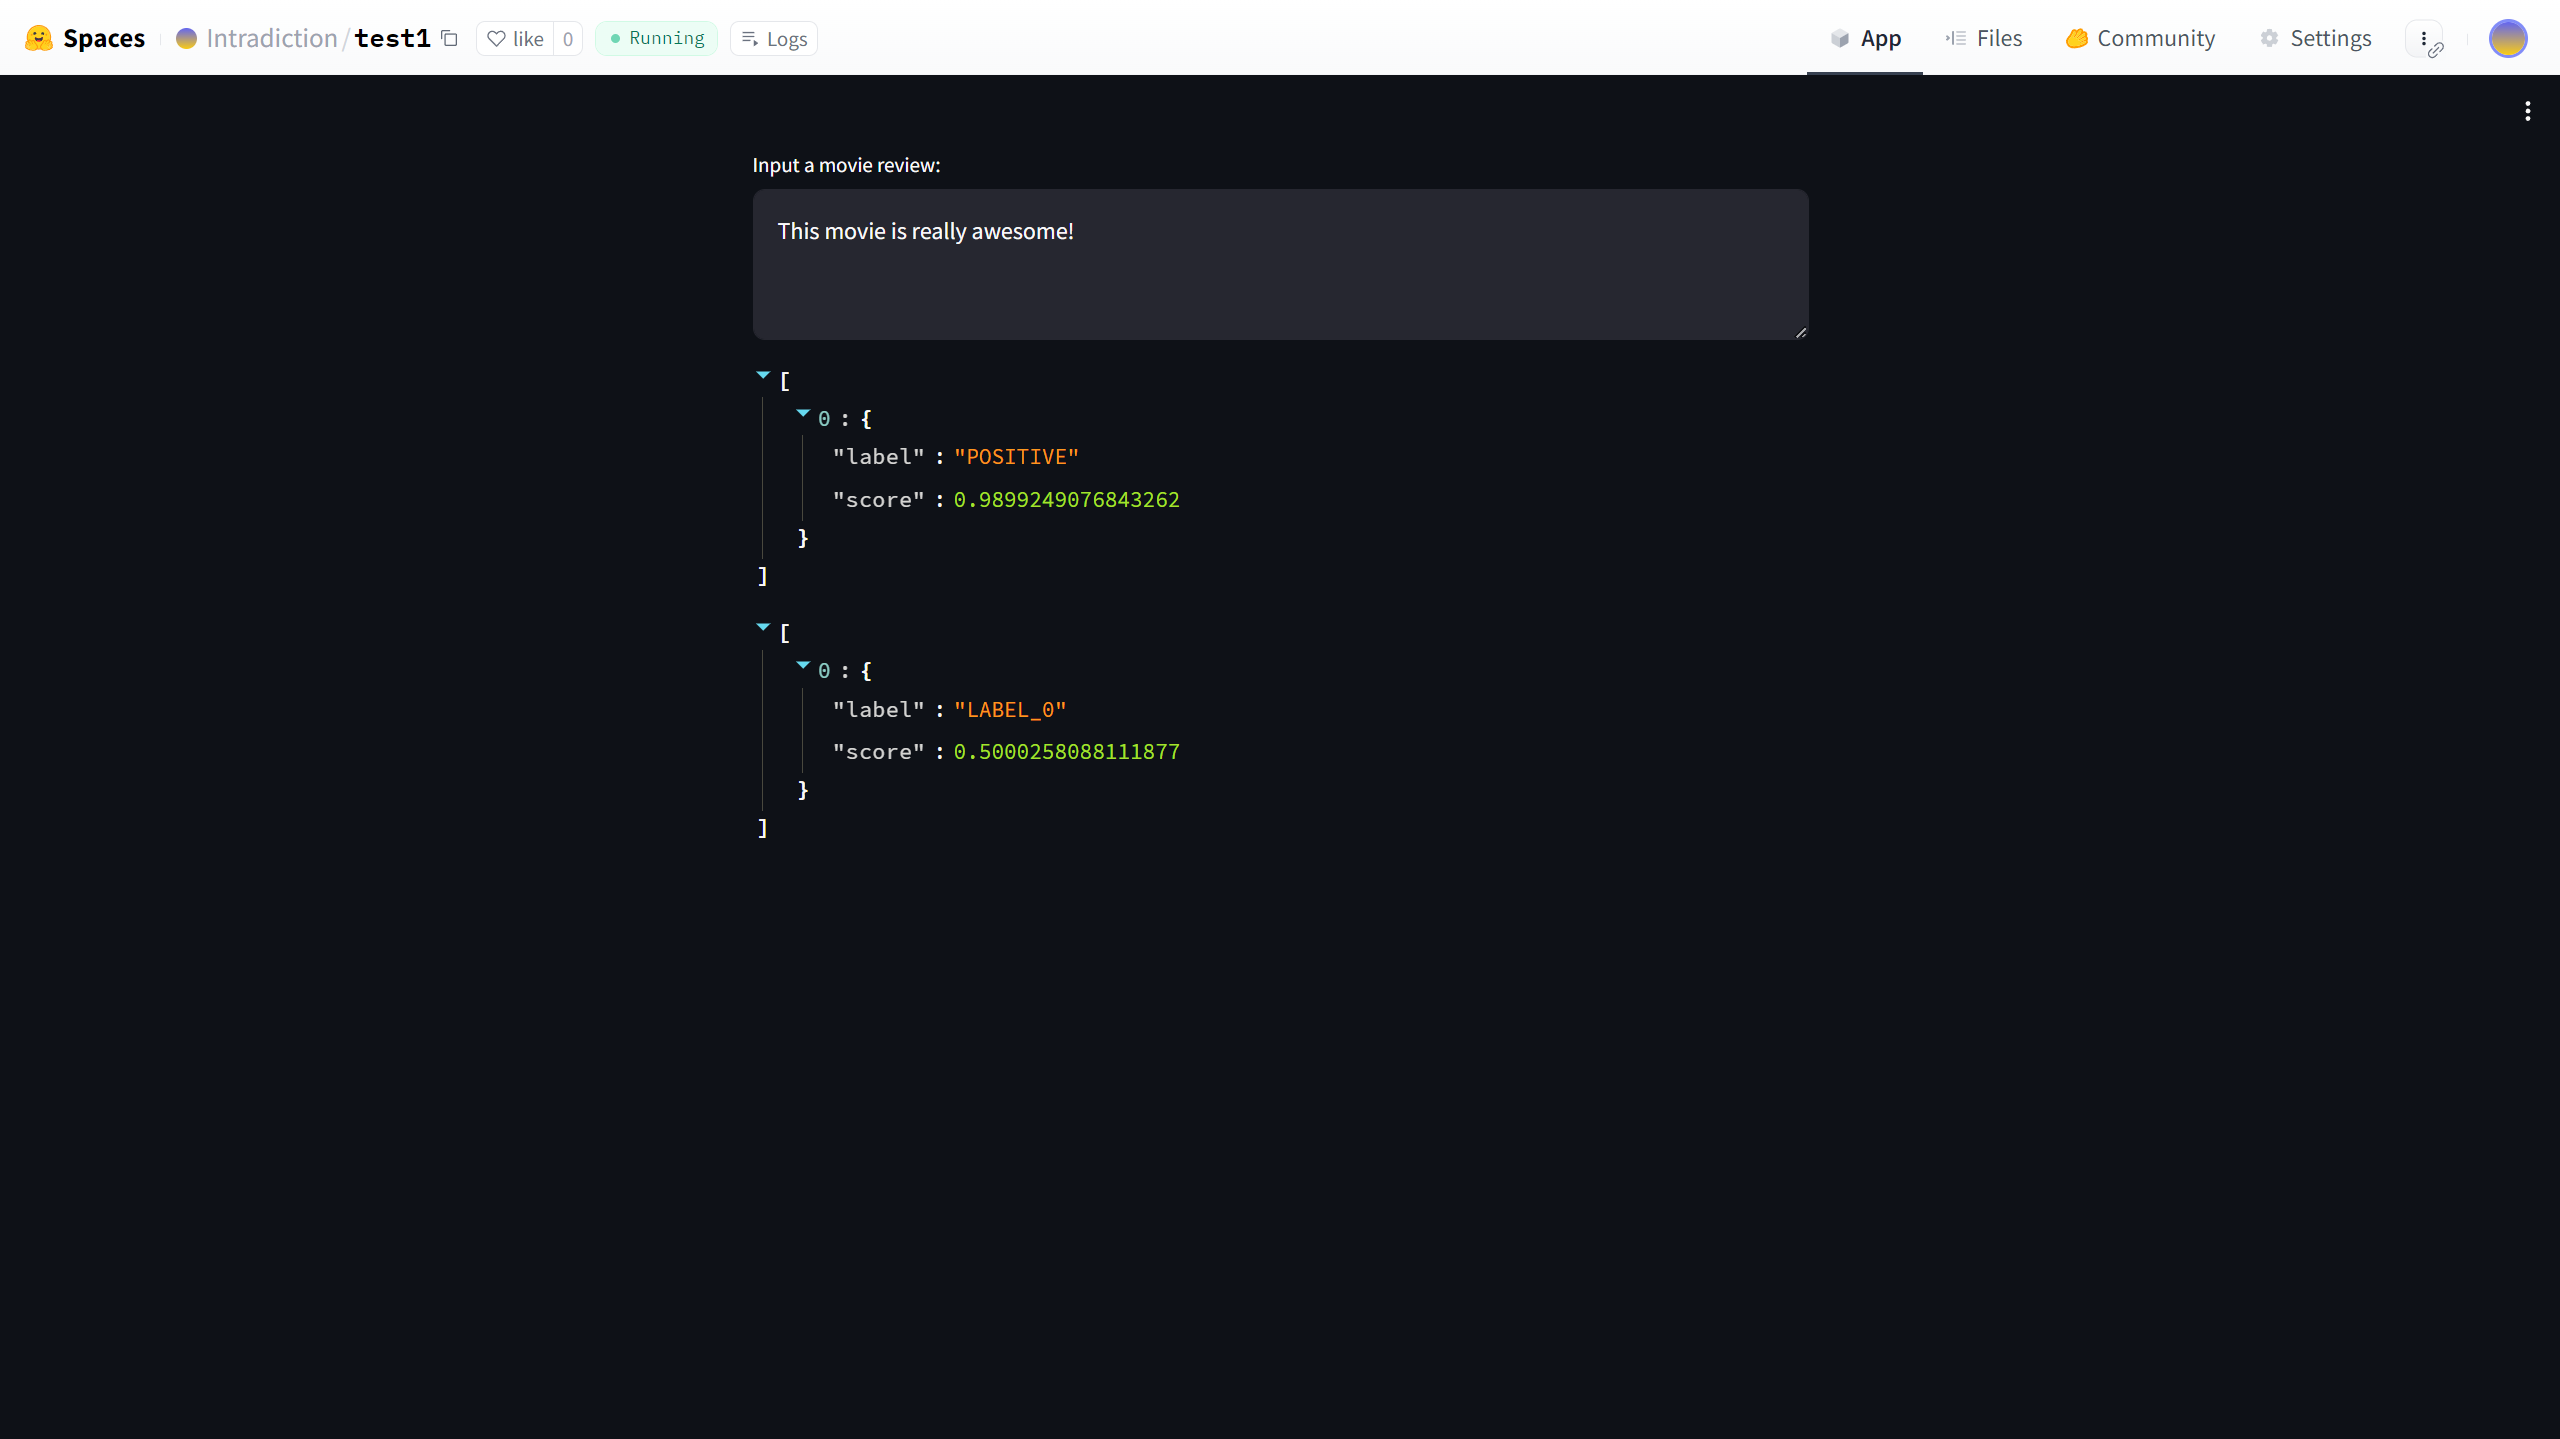 Spaces Intradiction/test1 like 0 Running Logs App Files Community Settings
Input a movie review:
This movie is really awesome!
[
0 : {
"label" : "POSITIVE"
"score" : 0.9899249076843262
}
]
[
0 : {
"label" : "LABEL_0"
"score" : 0.5000258088111877
}
]